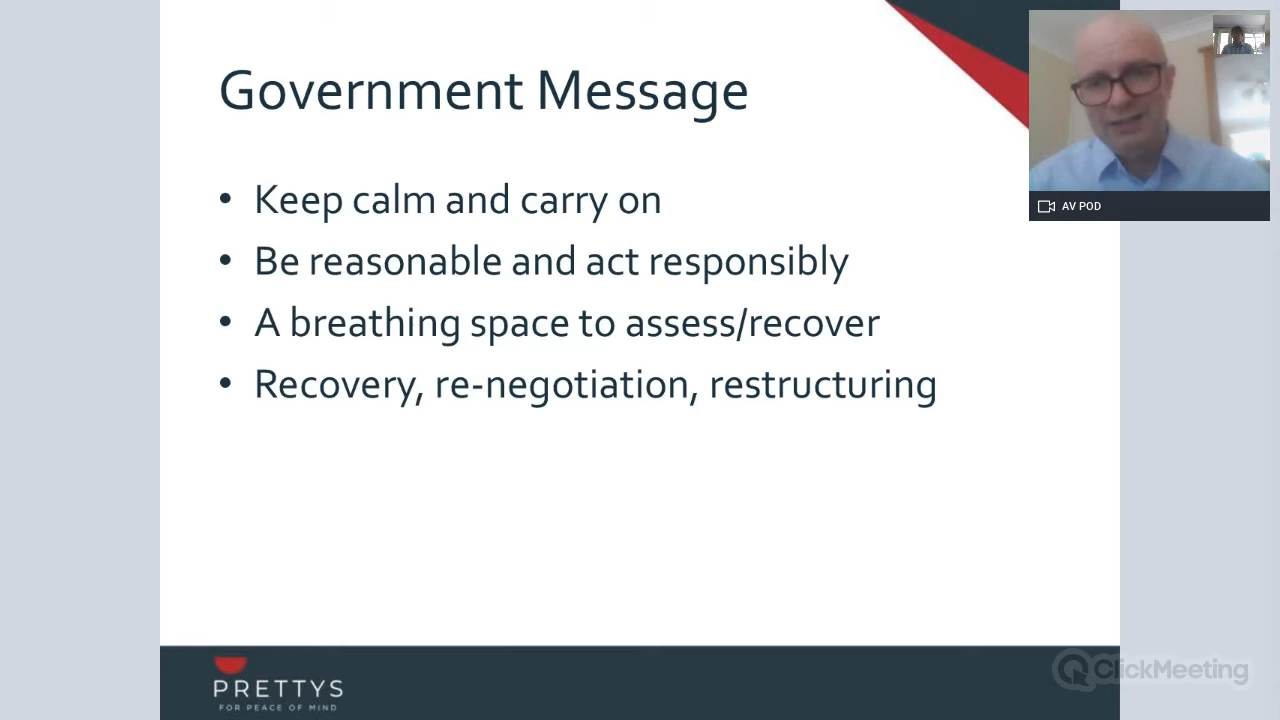 Government Message
• Keep calm and carry on
• Be reasonable and act responsibly
• A breathing space to assess/recover
• Recovery, re-negotiation, restructuring
AV POD
PRETTYS
FOR PEACE OF MIND
ClickMeeting